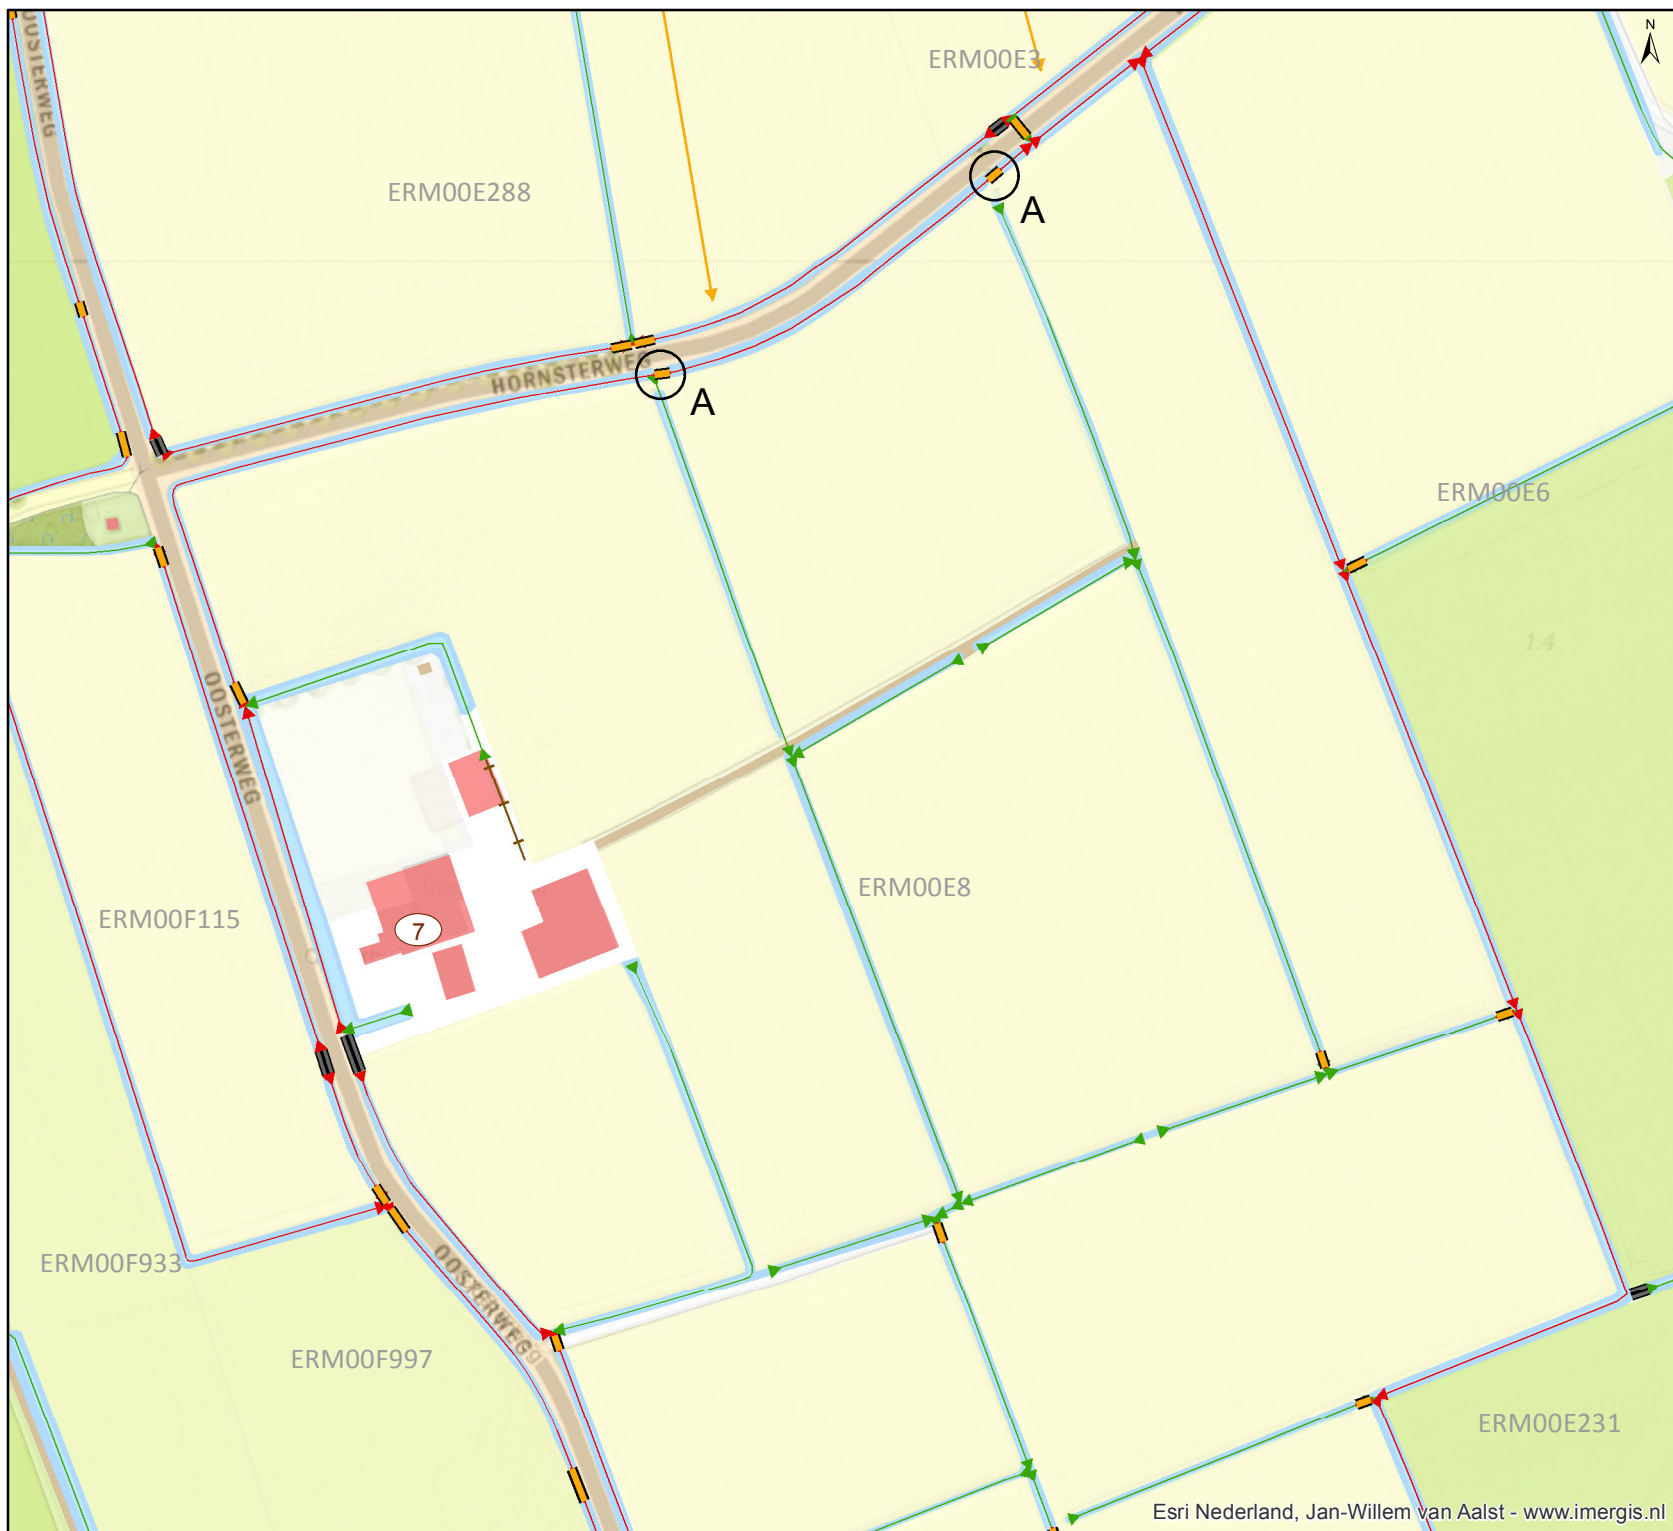 N
OOSTERWEG
ERM00E3
ERM00E288
A
HORNSTERWEG
A
ERM00E6
1.4
OOSTERWEG
ERM00E8
ERM00F115
7
ERM00F933
OOSTERWEG
ERM00F997
ERM00E231
Esri Nederland, Jan-Willem van Aalst - www.imergis.nl